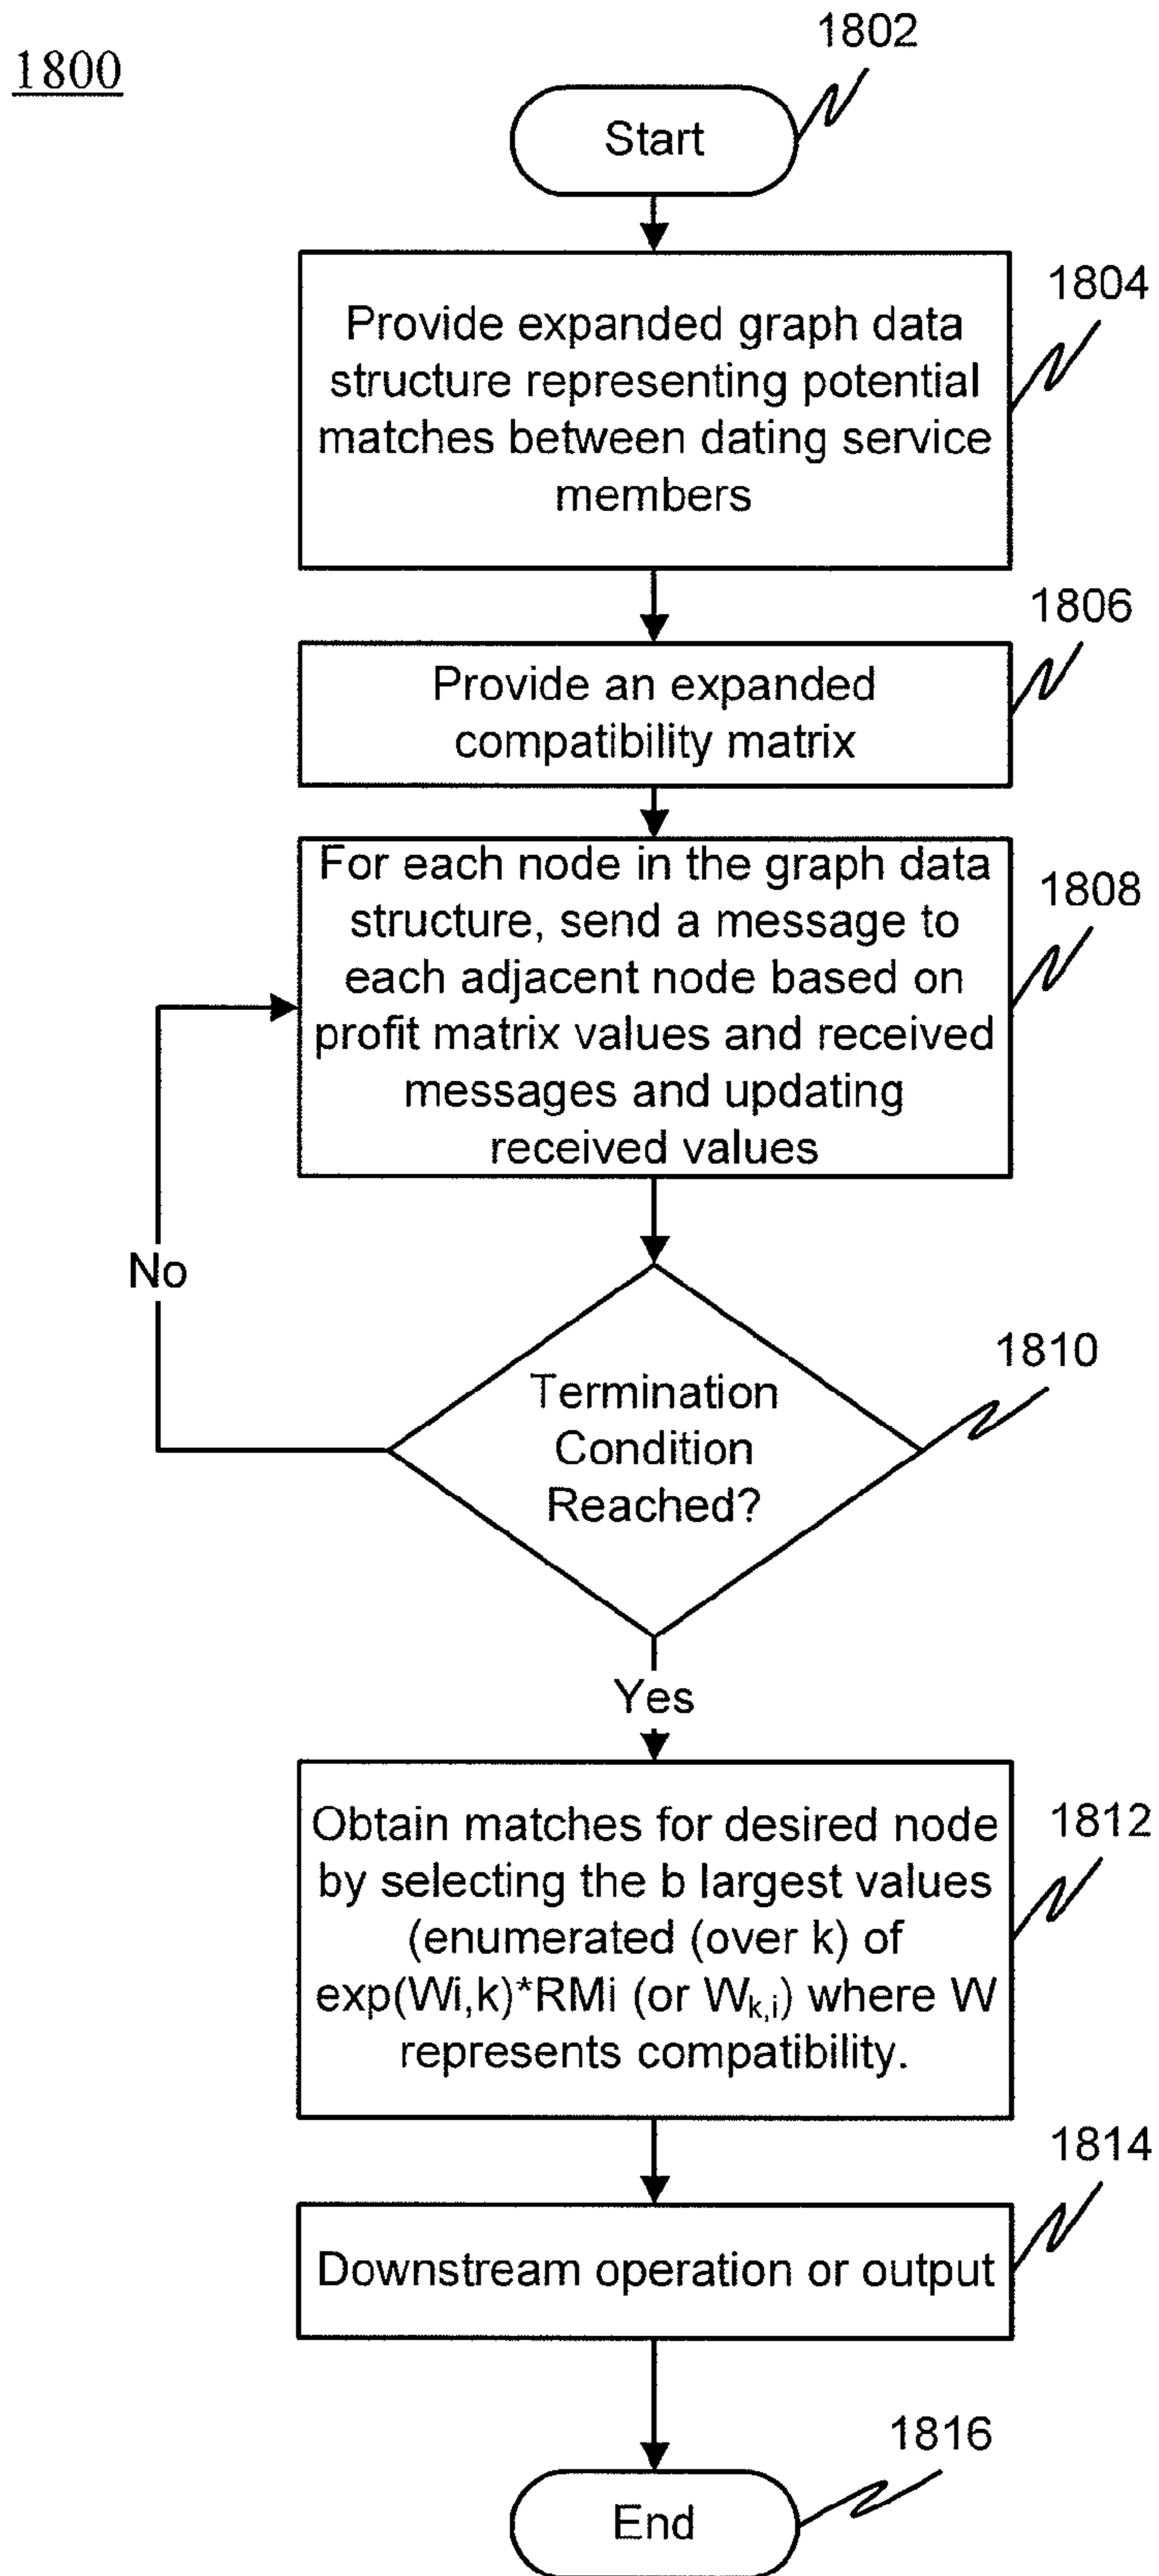 1800
1802
Start
1804
Provide expanded graph data
structure representing potential
matches between dating service
members
1806
Provide an expanded
compatibility matrix
1808
For each node in the graph data
structure, send a message to
each adjacent node based on
profit matrix values and received
messages and updating
received values
No
1810
Termination
Condition
Reached?
Yes
1812
Obtain matches for desired node
by selecting the b largest values
(enumerated (over k) of
exp(Wi,k)*RMi (or Wk,i) where W
represents compatibility.
1814
Downstream operation or output
1816
End